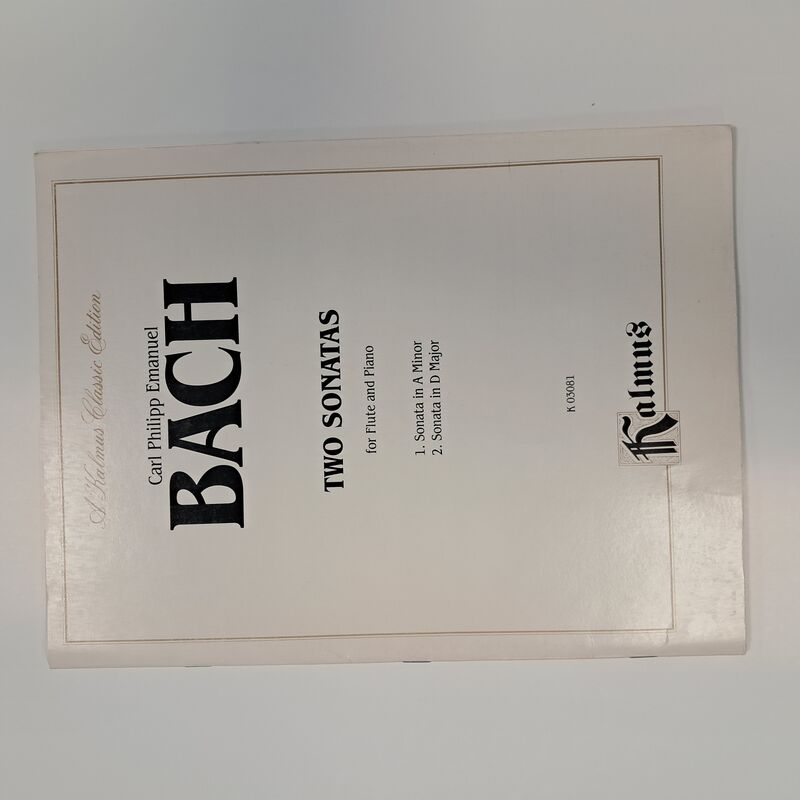 A Kalmus Classic Edition
Carl Philipp Emanuel
BACH
TWO SONATAS
for Flute and Piano
1. Sonata in A Minor
2. Sonata in D Major
K 03081
Kalmus